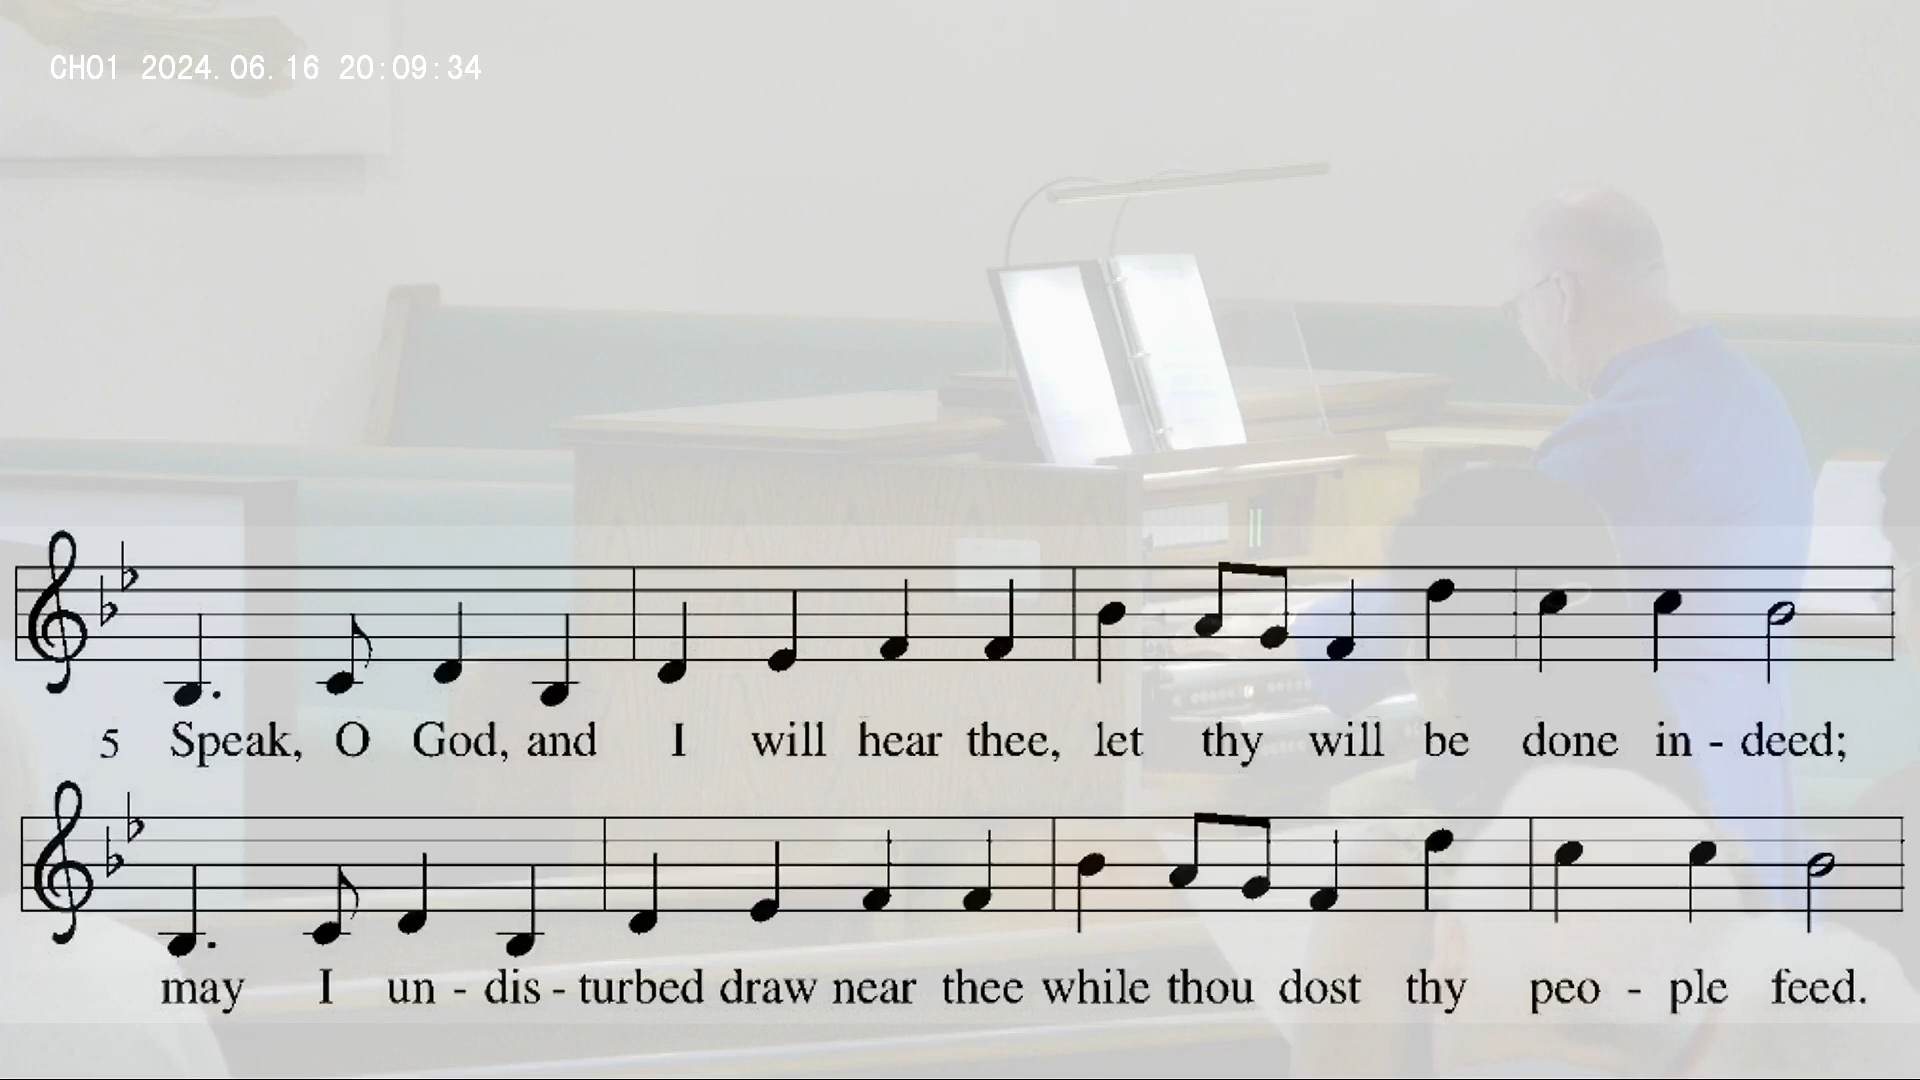 CH01 2024.06.16 20:09:34
5 Speak, O God, and I will hear thee, let thy will be done in - deed;
may I un - dis - turbed draw near thee while thou dost thy peo - ple feed.